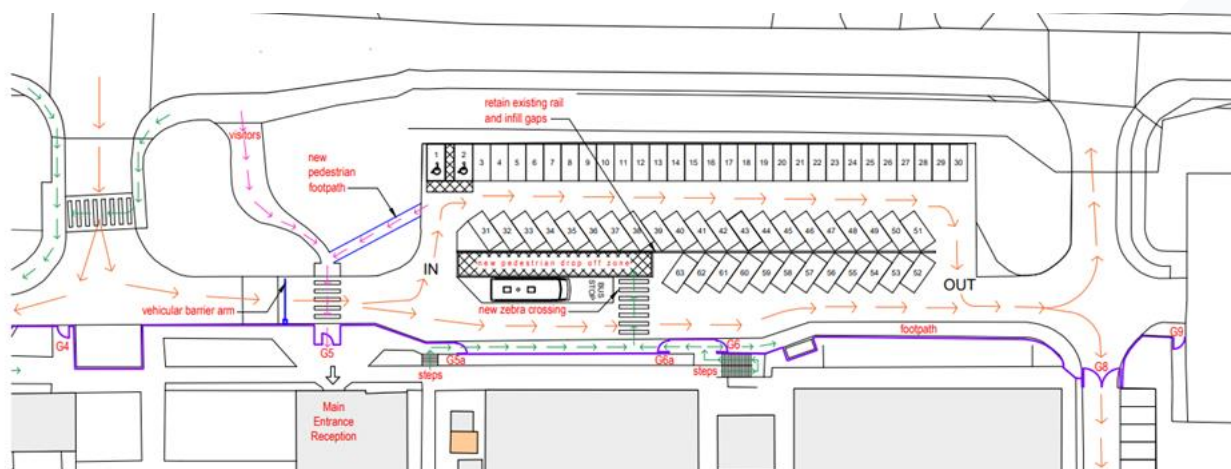 retain existing rail
and infill gaps
visitors
new
pedestrian
footpath
1 2 3 4 5 6 7 8 9 10 11 12 13 14 15 16 17 18 19 20 21 22 23 24 25 26 27 28 29 30
31 32 33 34 35 36 37 38 39 40 41 42 43 44 45 46 47 48 49 50 51
IN
new pedestrian drop off zone
63 62 61 60 59 58 57 56 55 54 53 52
OUT
BUS
STOP
vehicular barrier arm
new zebra crossing
footpath
G4
G5
G5a
G6a
G6
G9
G8
steps
steps
Main
Entrance
Reception